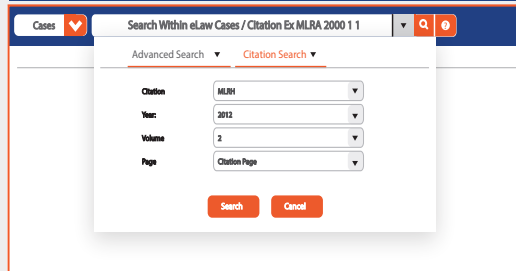 Cases Search Within eLaw Cases / Citation Ex MLRA 2000 1 1 ?
Advanced Search Citation Search
Citation MLRH
Year: 2012
Volume 2
Page Citation Page
Search Cancel